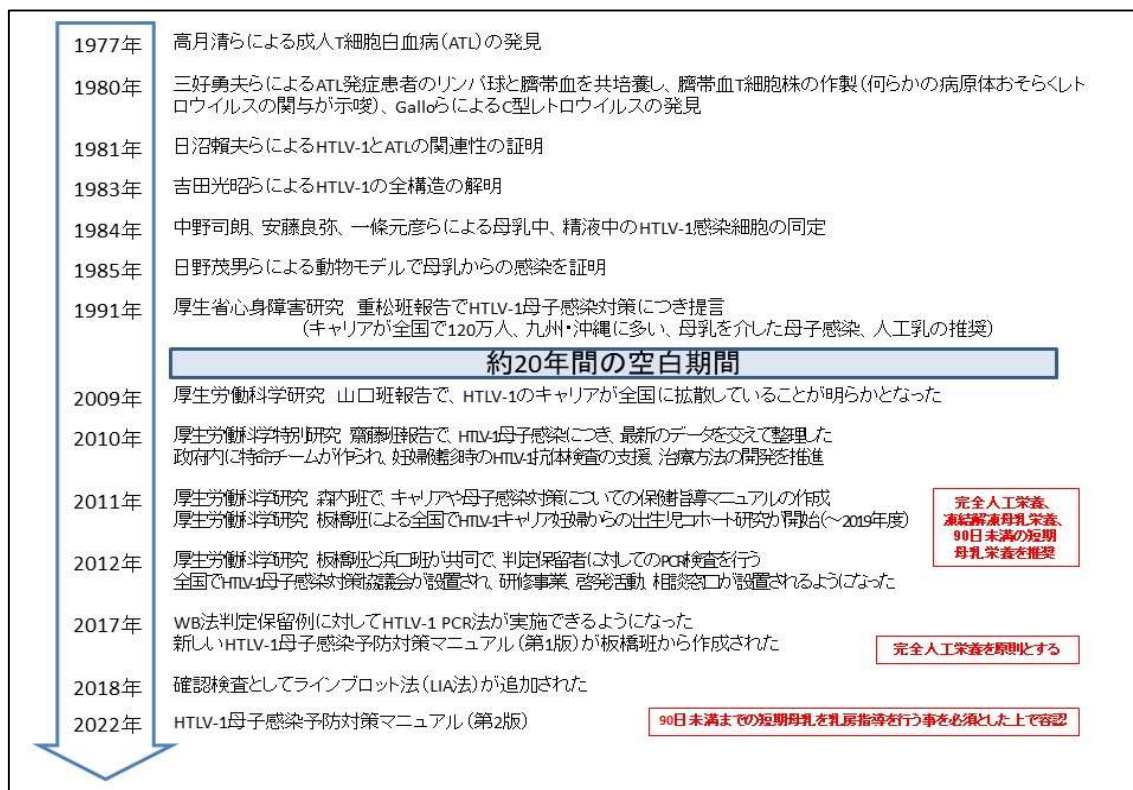 1977年 高月清らによる成人T細胞白血病(ATL)の発見
1980年 三好勇夫らによるATL発症患者のリンパ球と臍帯血を共培養し、臍帯血T細胞株の作製(何らかの病原体おそらくレト
ロウイルスの関与が示唆)、GalloらによるC型レトロウイルスの発見
1981年 日沼頼夫らによるHTLV-1とATLの関連性の証明
1983年 吉田光昭らによるHTLV-1の全構造の解明
1984年 中野司朗、安藤良弥、一條元彦らによる母乳中、精液中のHTLV-1感染細胞の同定
1985年 日野茂男らによる動物モデルで母乳からの感染を証明
1991年 厚生省心身障害研究 重松班報告でHTLV-1母子感染対策につき提言
(キャリアが全国で120万人、九州・沖縄に多い、母乳を介した母子感染、人工乳の推奨)
約20年間の空白期間
2009年 厚生労働科学研究 山口班報告で、HTLV-1のキャリアが全国に拡散していることが明らかとなった
2010年 厚生労働科学特別研究 齋藤班報告で、HTLV-1母子感染につき、最新のデータを交えて整理した
政府内に特命チームが作られ、妊婦健診時のHTLV-1抗体検査の支援、治療方法の開発を推進
2011年 厚生労働科学研究 森内班で、キャリアや母子感染対策についての保健指導マニュアルの作成
厚生労働科学研究 板橋班による全国でHTLV-1キャリア妊婦からの出生児コホート研究が開始(~2019年度)
完全人工栄養、
凍結解凍母乳栄養、
90日未満の短期
母乳栄養を推奨
2012年 厚生労働科学研究 板橋班と浜口班が共同で、判定保留者に対してのPCR検査を行う
全国でHTLV-1母子感染対策協議会が設置され、研修事業、啓発活動、相談窓口が設置されるようになった
2017年 WB法判定保留例に対してHTLV-1 PCR法が実施できるようになった
新しいHTLV-1母子感染予防対策マニュアル(第1版)が板橋班から作成された
完全人工栄養を原則とする
2018年 確認検査としてラインブロット法(LIA法)が追加された
2022年 HTLV-1母子感染予防対策マニュアル(第2版)
90日未満までの短期母乳を乳房指導を行う事を必須とした上で容認